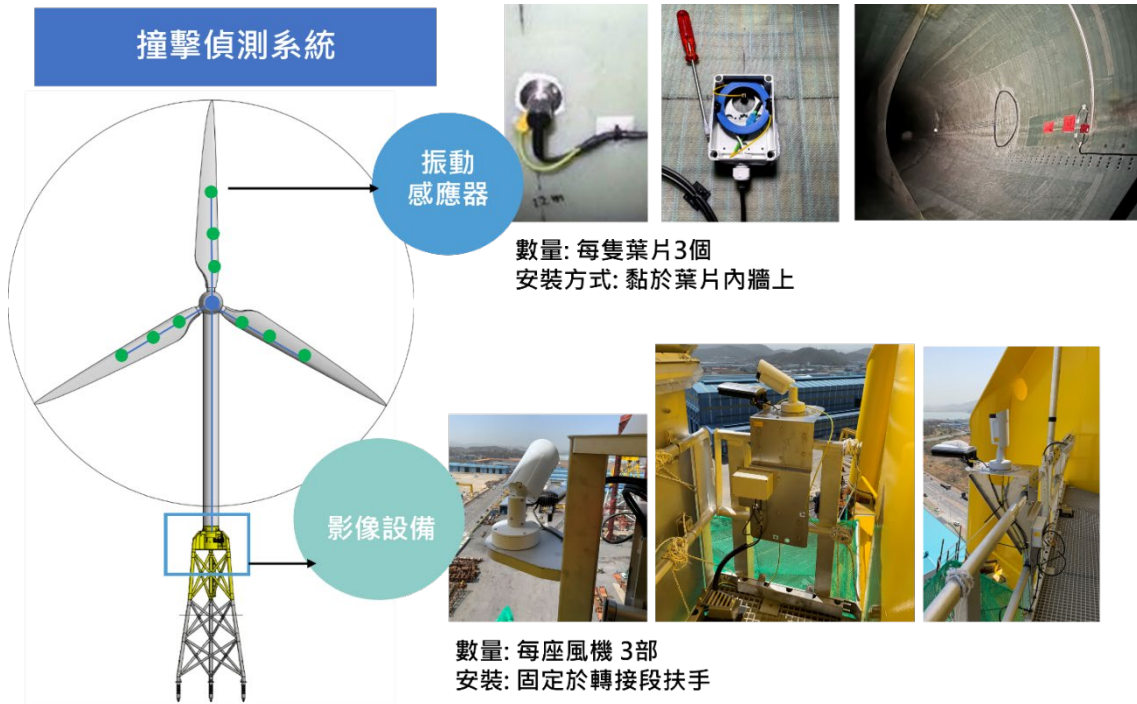 撞擊偵測系統
振動
感應器
12m
數量: 每隻葉片3個
安裝方式: 黏於葉片內牆上
影像設備
數量: 每座風機 3部
安裝: 固定於轉接段扶手